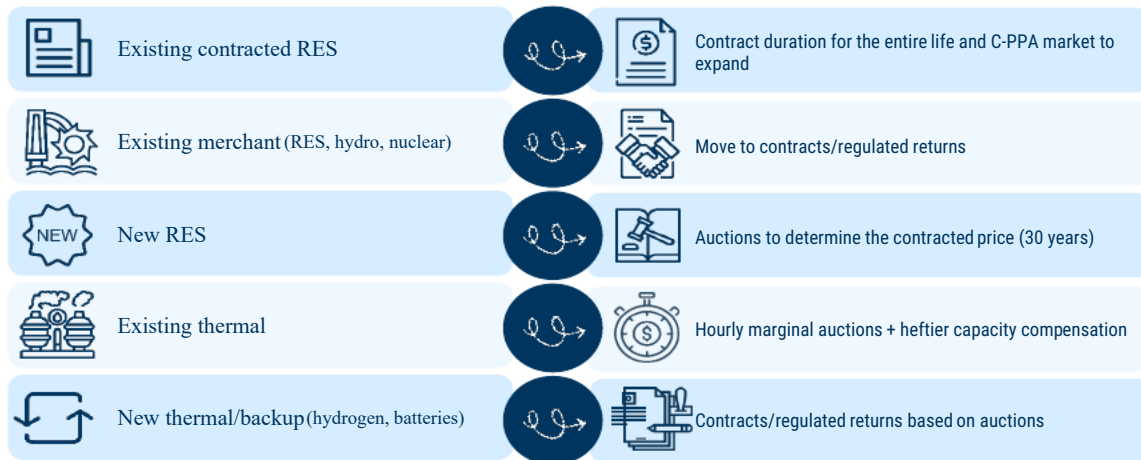 Existing contracted RES
Contract duration for the entire life and C-PPA market to
expand
Existing merchant (RES, hydro, nuclear)
Move to contracts/regulated returns
NEW
New RES
Auctions to determine the contracted price (30 years)
Existing thermal
$
Hourly marginal auctions + heftier capacity compensation
New thermal/backup (hydrogen, batteries)
Contracts/regulated returns based on auctions